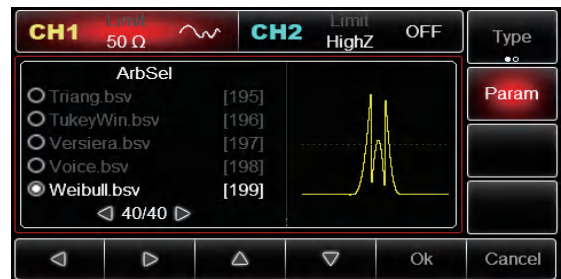 CH1 Limit 50 Ω CH2 Limit HighZ OFF Type
ArbSel
Triang.bsv [195]
TukeyWin.bsv [196]
Versiera.bsv [197]
Voice.bsv [198]
Weibull.bsv [199]
40/40
Param
Ok Cancel